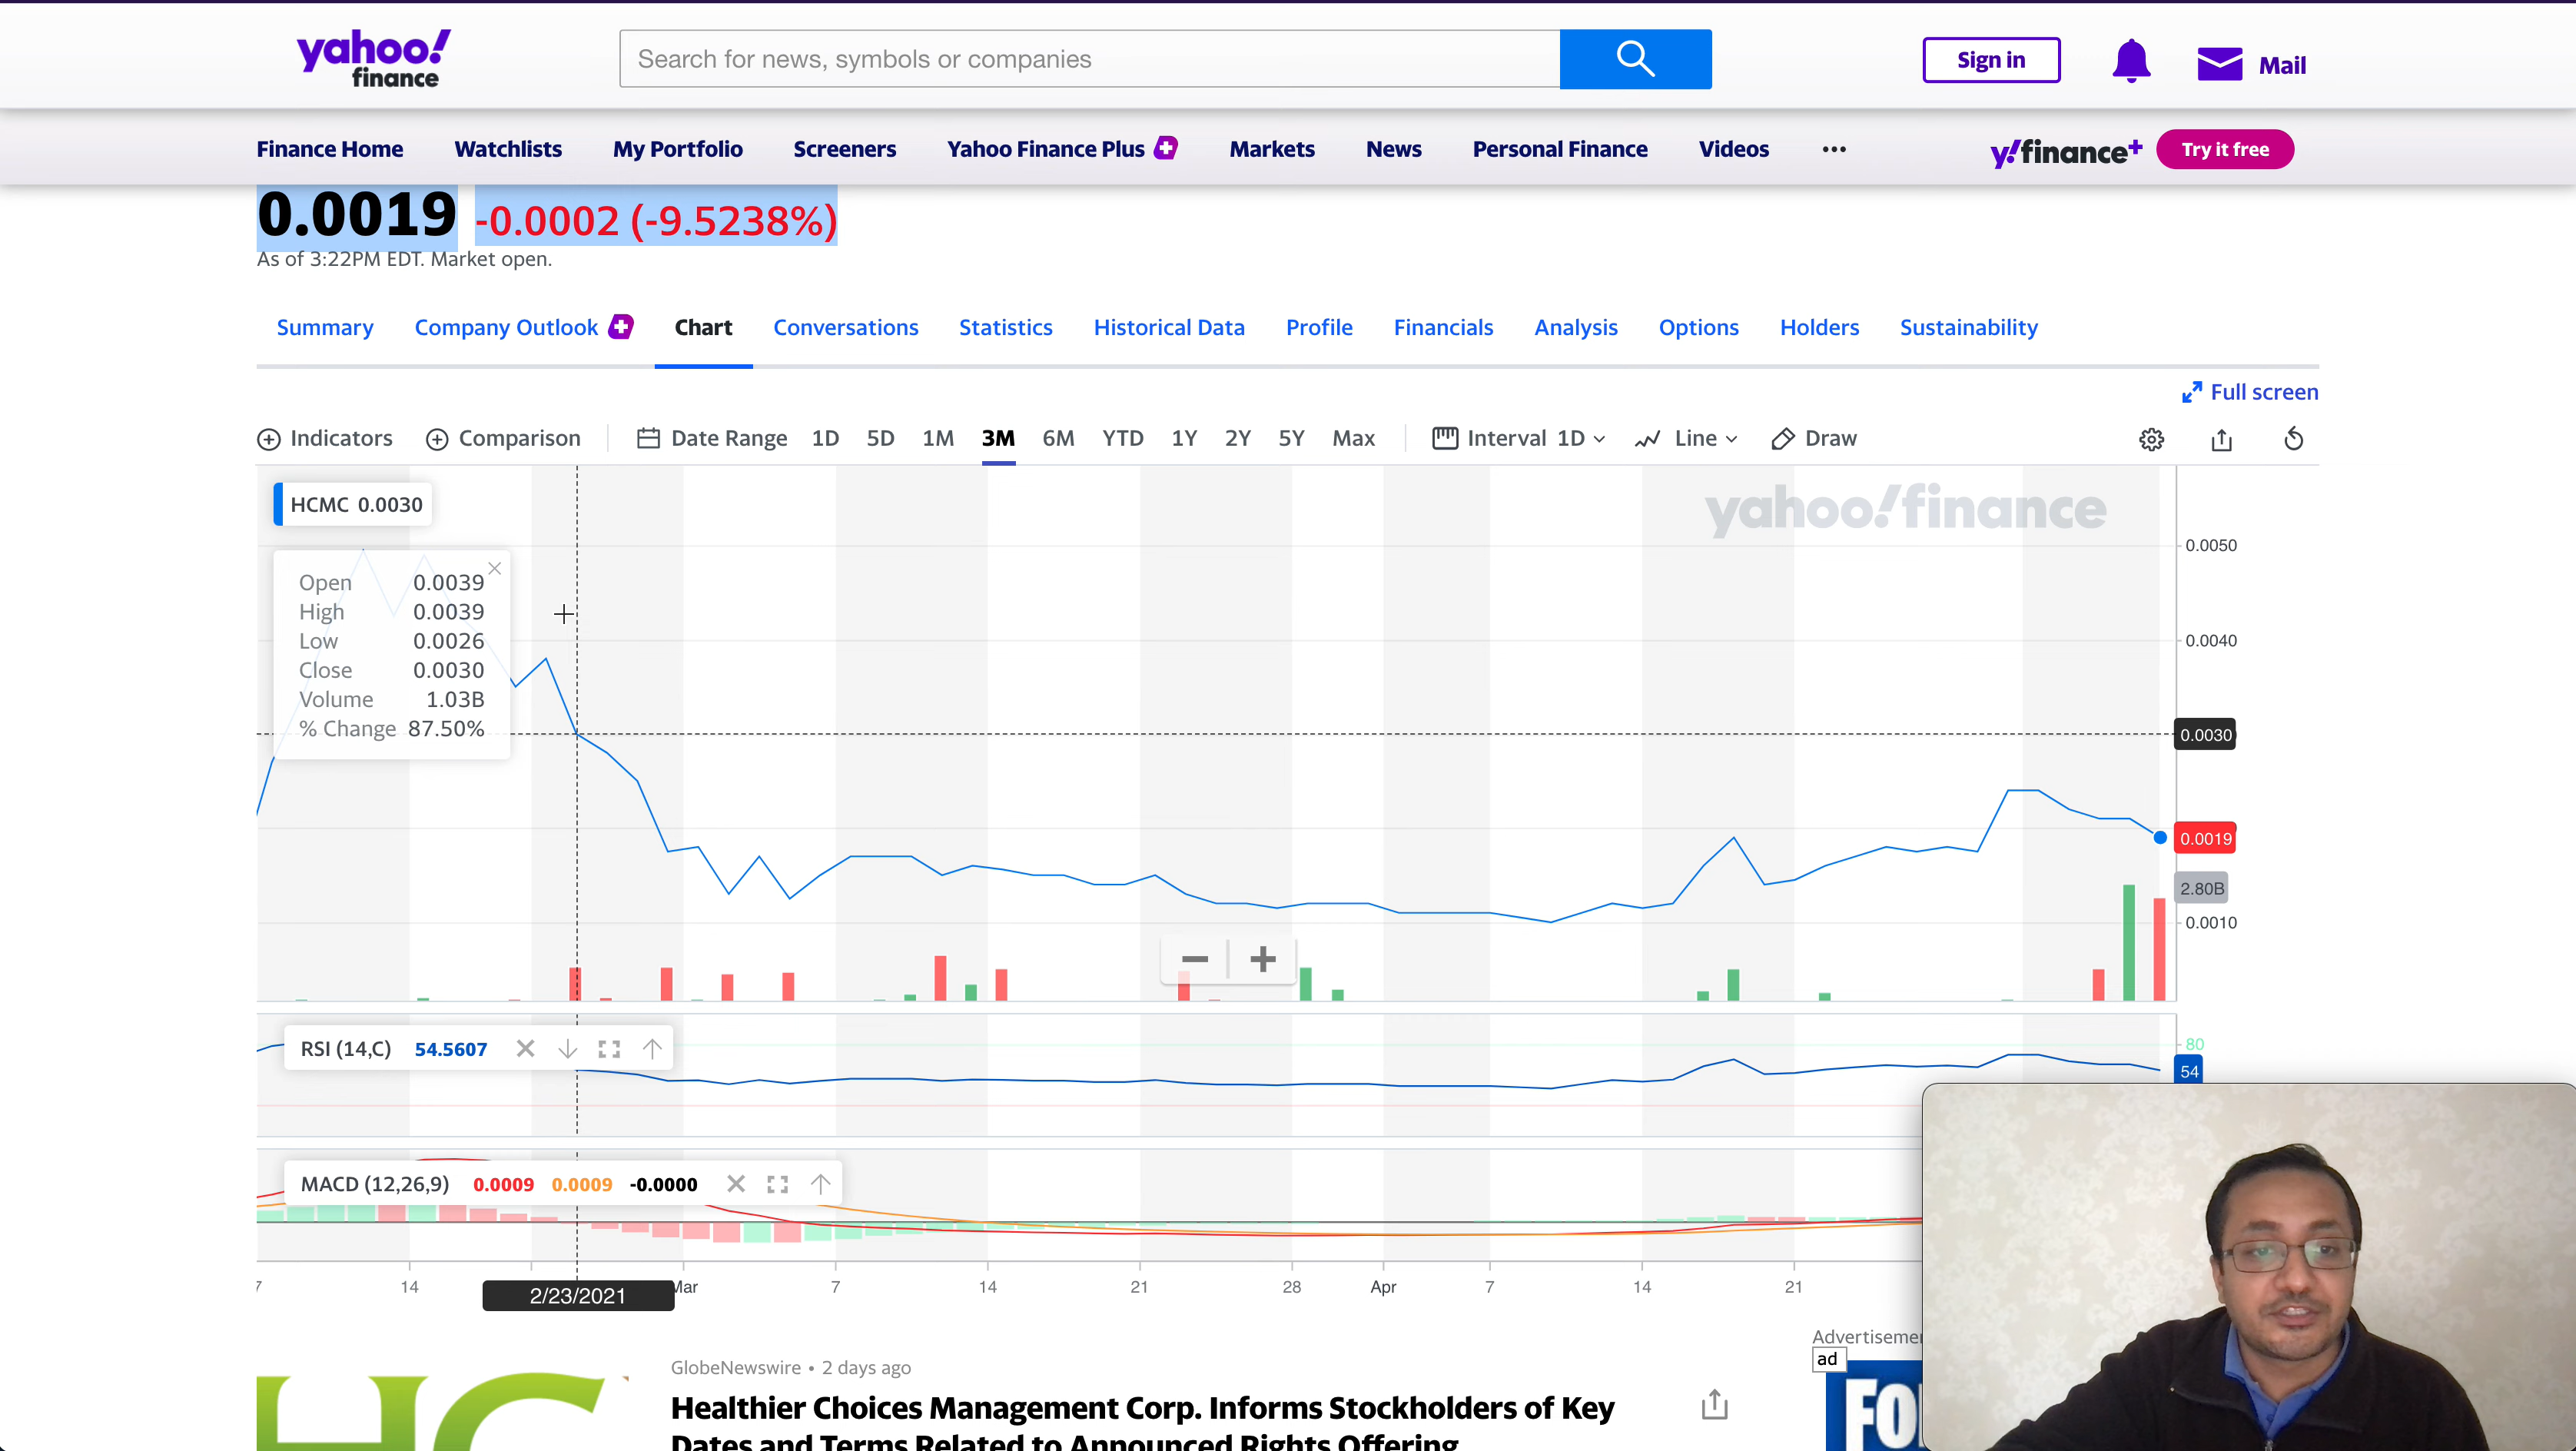 yahoo!
finance
Search for news, symbols or companies
Sign in
Mail
Finance Home Watchlists My Portfolio Screeners Yahoo Finance Plus Markets News Personal Finance Videos ••• y!finance+ Try it free
0.0019 -0.0002 (-9.5238%)
As of 3:22PM EDT. Market open.
Summary Company Outlook Chart Conversations Statistics Historical Data Profile Financials Analysis Options Holders Sustainability
Full screen
Indicators Comparison Date Range 1D 5D 1M 3M 6M YTD 1Y 2Y 5Y Max Interval 1D Line Draw
HCMC 0.0030
yahoo!finance
Open 0.0039
High 0.0039
Low 0.0026
Close 0.0030
Volume 1.03B
% Change 87.50%
0.0050
0.0040
0.0030
0.0019
2.80B
0.0010
RSI (14,C) 54.5607
80
54
MACD (12,26,9) 0.0009 0.0009 -0.0000
7 14 2/23/2021 Mar 7 14 21 28 Apr 7 14 21
Advertiseme
ad
FO
HC
GlobeNewswire • 2 days ago
Healthier Choices Management Corp. Informs Stockholders of Key
Dates and Terms Related to Announced Rights Offering